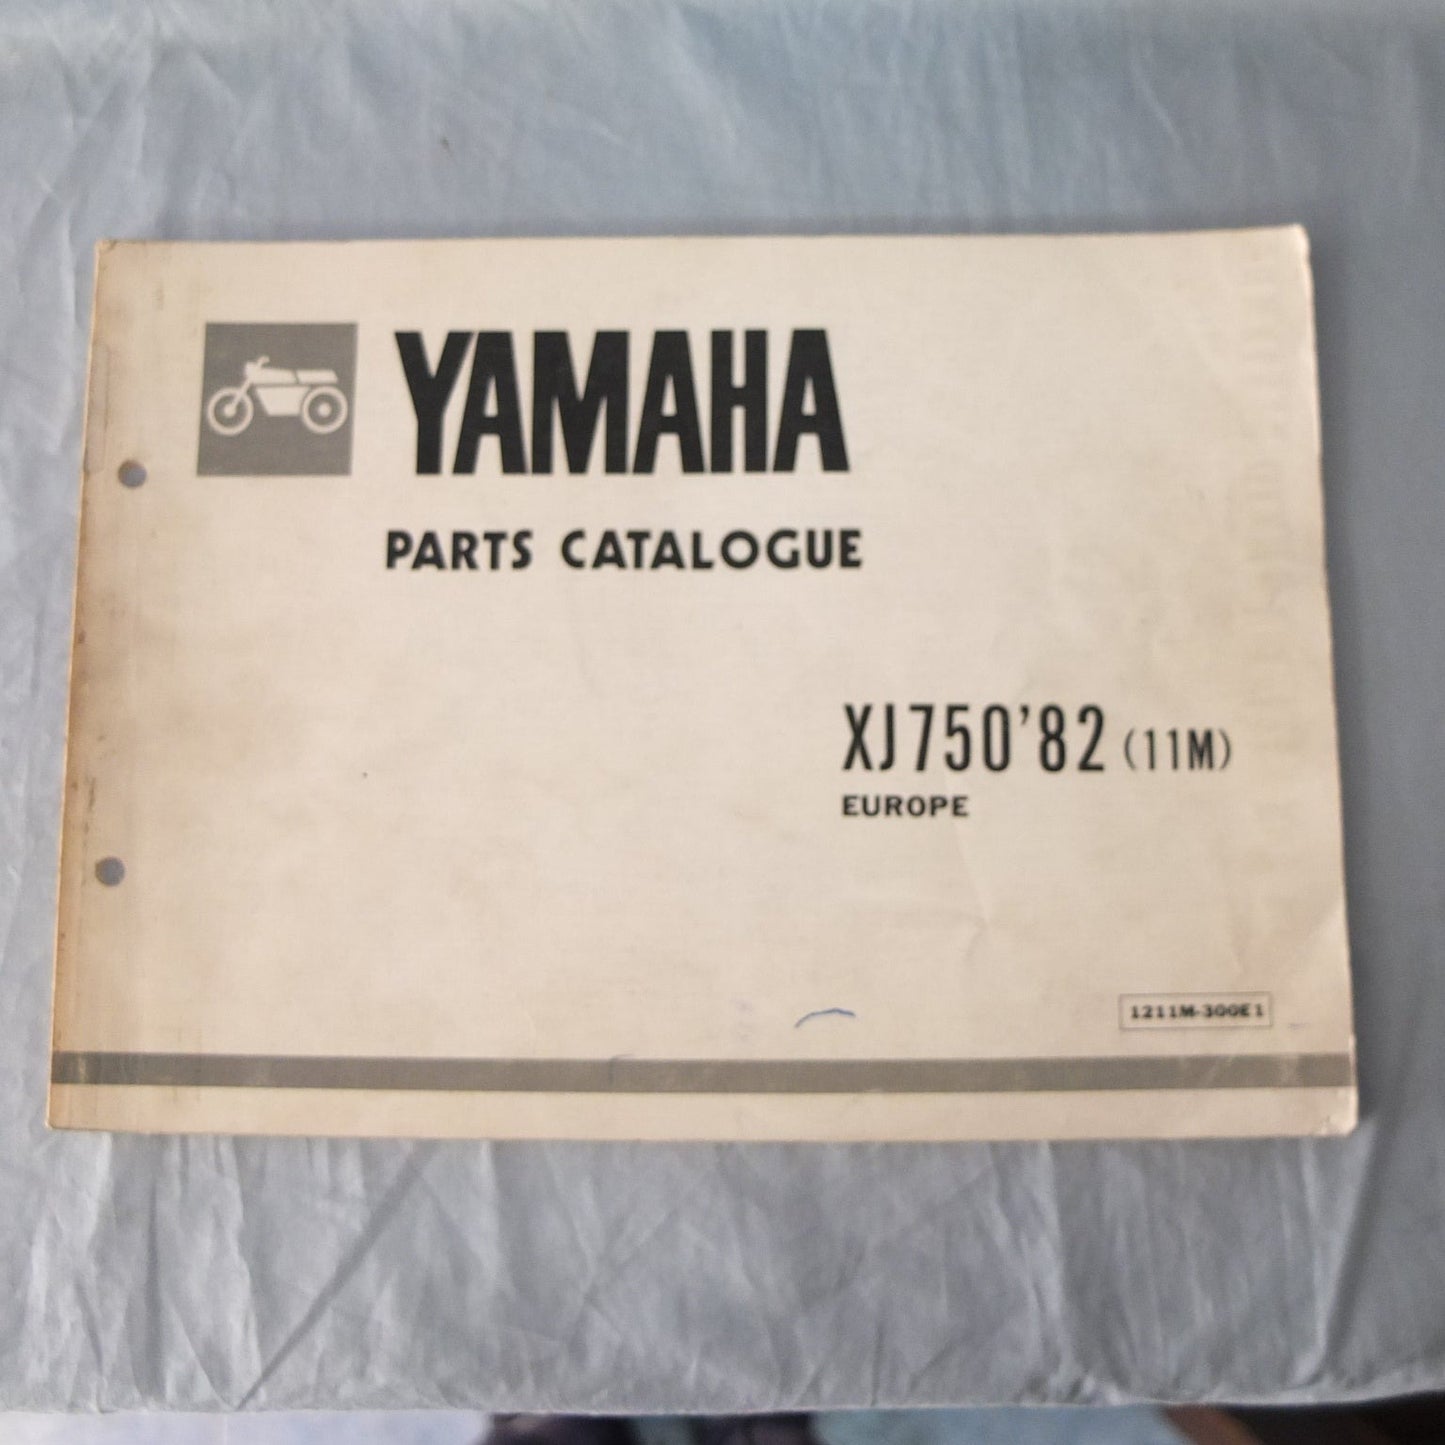 YAMAHA
PARTS CATALOGUE
XJ750'82 (11M)
EUROPE
1211M-300E1